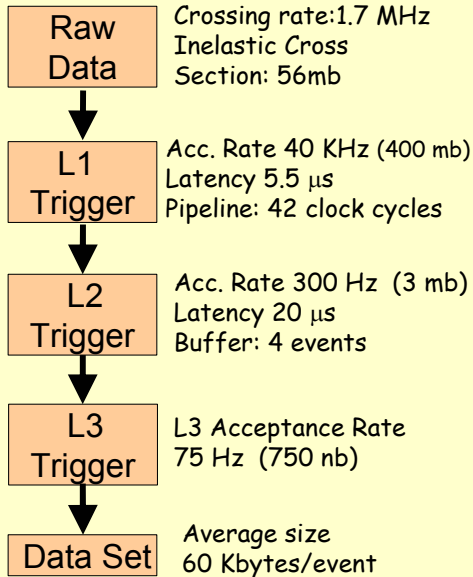 Raw
Data
Crossing rate:1.7 MHz
Inelastic Cross
Section: 56mb
L1
Trigger
Acc. Rate 40 KHz (400 mb)
Latency 5.5 μs
Pipeline: 42 clock cycles
L2
Trigger
Acc. Rate 300 Hz (3 mb)
Latency 20 μs
Buffer: 4 events
L3
Trigger
L3 Acceptance Rate
75 Hz (750 nb)
Data Set
Average size
60 Kbytes/event